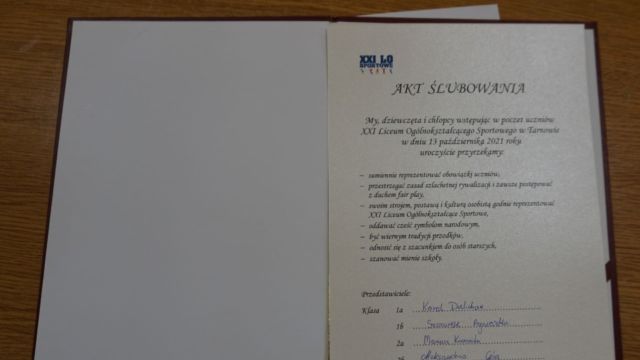 XXI LO
SPORTOWE
AKT ŚLUBOWANIA
My, dziewczęta i chłopcy wstępując w poczet uczniów
XXI Liceum Ogólnokształcącego Sportowego w Tarnowie
w dniu 13 października 2021 roku
uroczyście przyrzekamy:
– sumiennie reprezentować obowiązki uczniów,
– przestrzegać zasad szlachetnej rywalizacji i zawsze postępować
z duchem fair play,
– swoim strojem, postawą i kulturą osobistą godnie reprezentować
XXI Liceum Ogólnokształcące Sportowe,
– oddawać cześć symbolom narodowym,
– być wiernym tradycji przodków,
– odnosić się z szacunkiem do osób starszych,
– szanować mienie szkoły.
Przedstawiciele:
Klasa 1a Karol
1b
2a